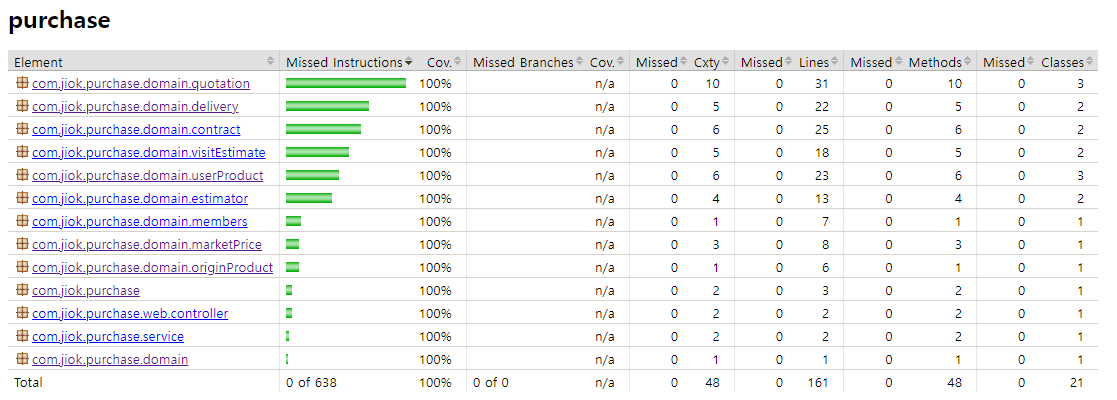 purchase
Element Missed Instructions Cov. Missed Branches Cov. Missed Cxty Missed Lines Missed Methods Missed Classes
com.jiok.purchase.domain.quotation 100% n/a 0 10 0 31 0 10 0 3
com.jiok.purchase.domain.delivery 100% n/a 0 5 0 22 0 5 0 2
com.jiok.purchase.domain.contract 100% n/a 0 6 0 25 0 6 0 2
com.jiok.purchase.domain.visitEstimate 100% n/a 0 5 0 18 0 5 0 2
com.jiok.purchase.domain.userProduct 100% n/a 0 6 0 23 0 6 0 3
com.jiok.purchase.domain.estimator 100% n/a 0 4 0 13 0 4 0 2
com.jiok.purchase.domain.members 100% n/a 0 1 0 7 0 1 0 1
com.jiok.purchase.domain.marketPrice 100% n/a 0 3 0 8 0 3 0 1
com.jiok.purchase.domain.originProduct 100% n/a 0 1 0 6 0 1 0 1
com.jiok.purchase 100% n/a 0 2 0 3 0 2 0 1
com.jiok.purchase.web.controller 100% n/a 0 2 0 2 0 2 0 1
com.jiok.purchase.service 100% n/a 0 2 0 2 0 2 0 1
com.jiok.purchase.domain 100% n/a 0 1 0 1 0 1 0 1
Total 0 of 638 100% 0 of 0 n/a 0 48 0 161 0 48 0 21